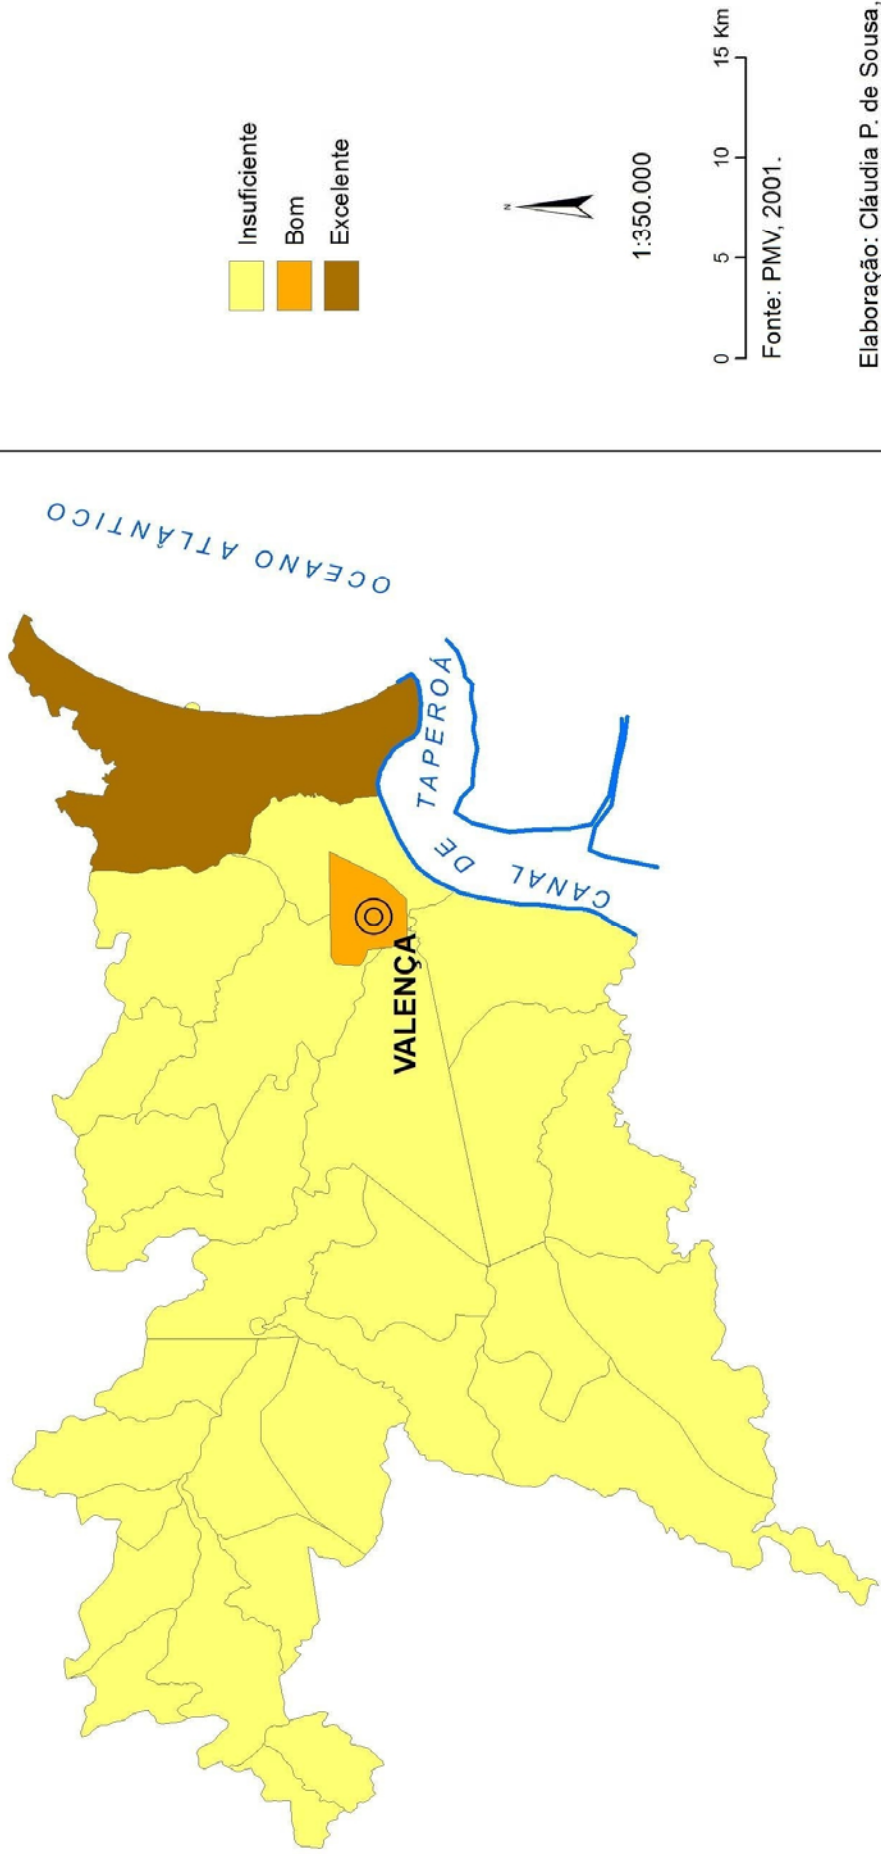 Insuficiente
Bom
Excelente
N
1:350.000
0 5 10 15 Km
Fonte: PMV, 2001.
Elaboração: Cláudia P. de Sousa,
OCEANO ATLÂNTICO
CANAL DE TAPEROÁ
VALENÇA